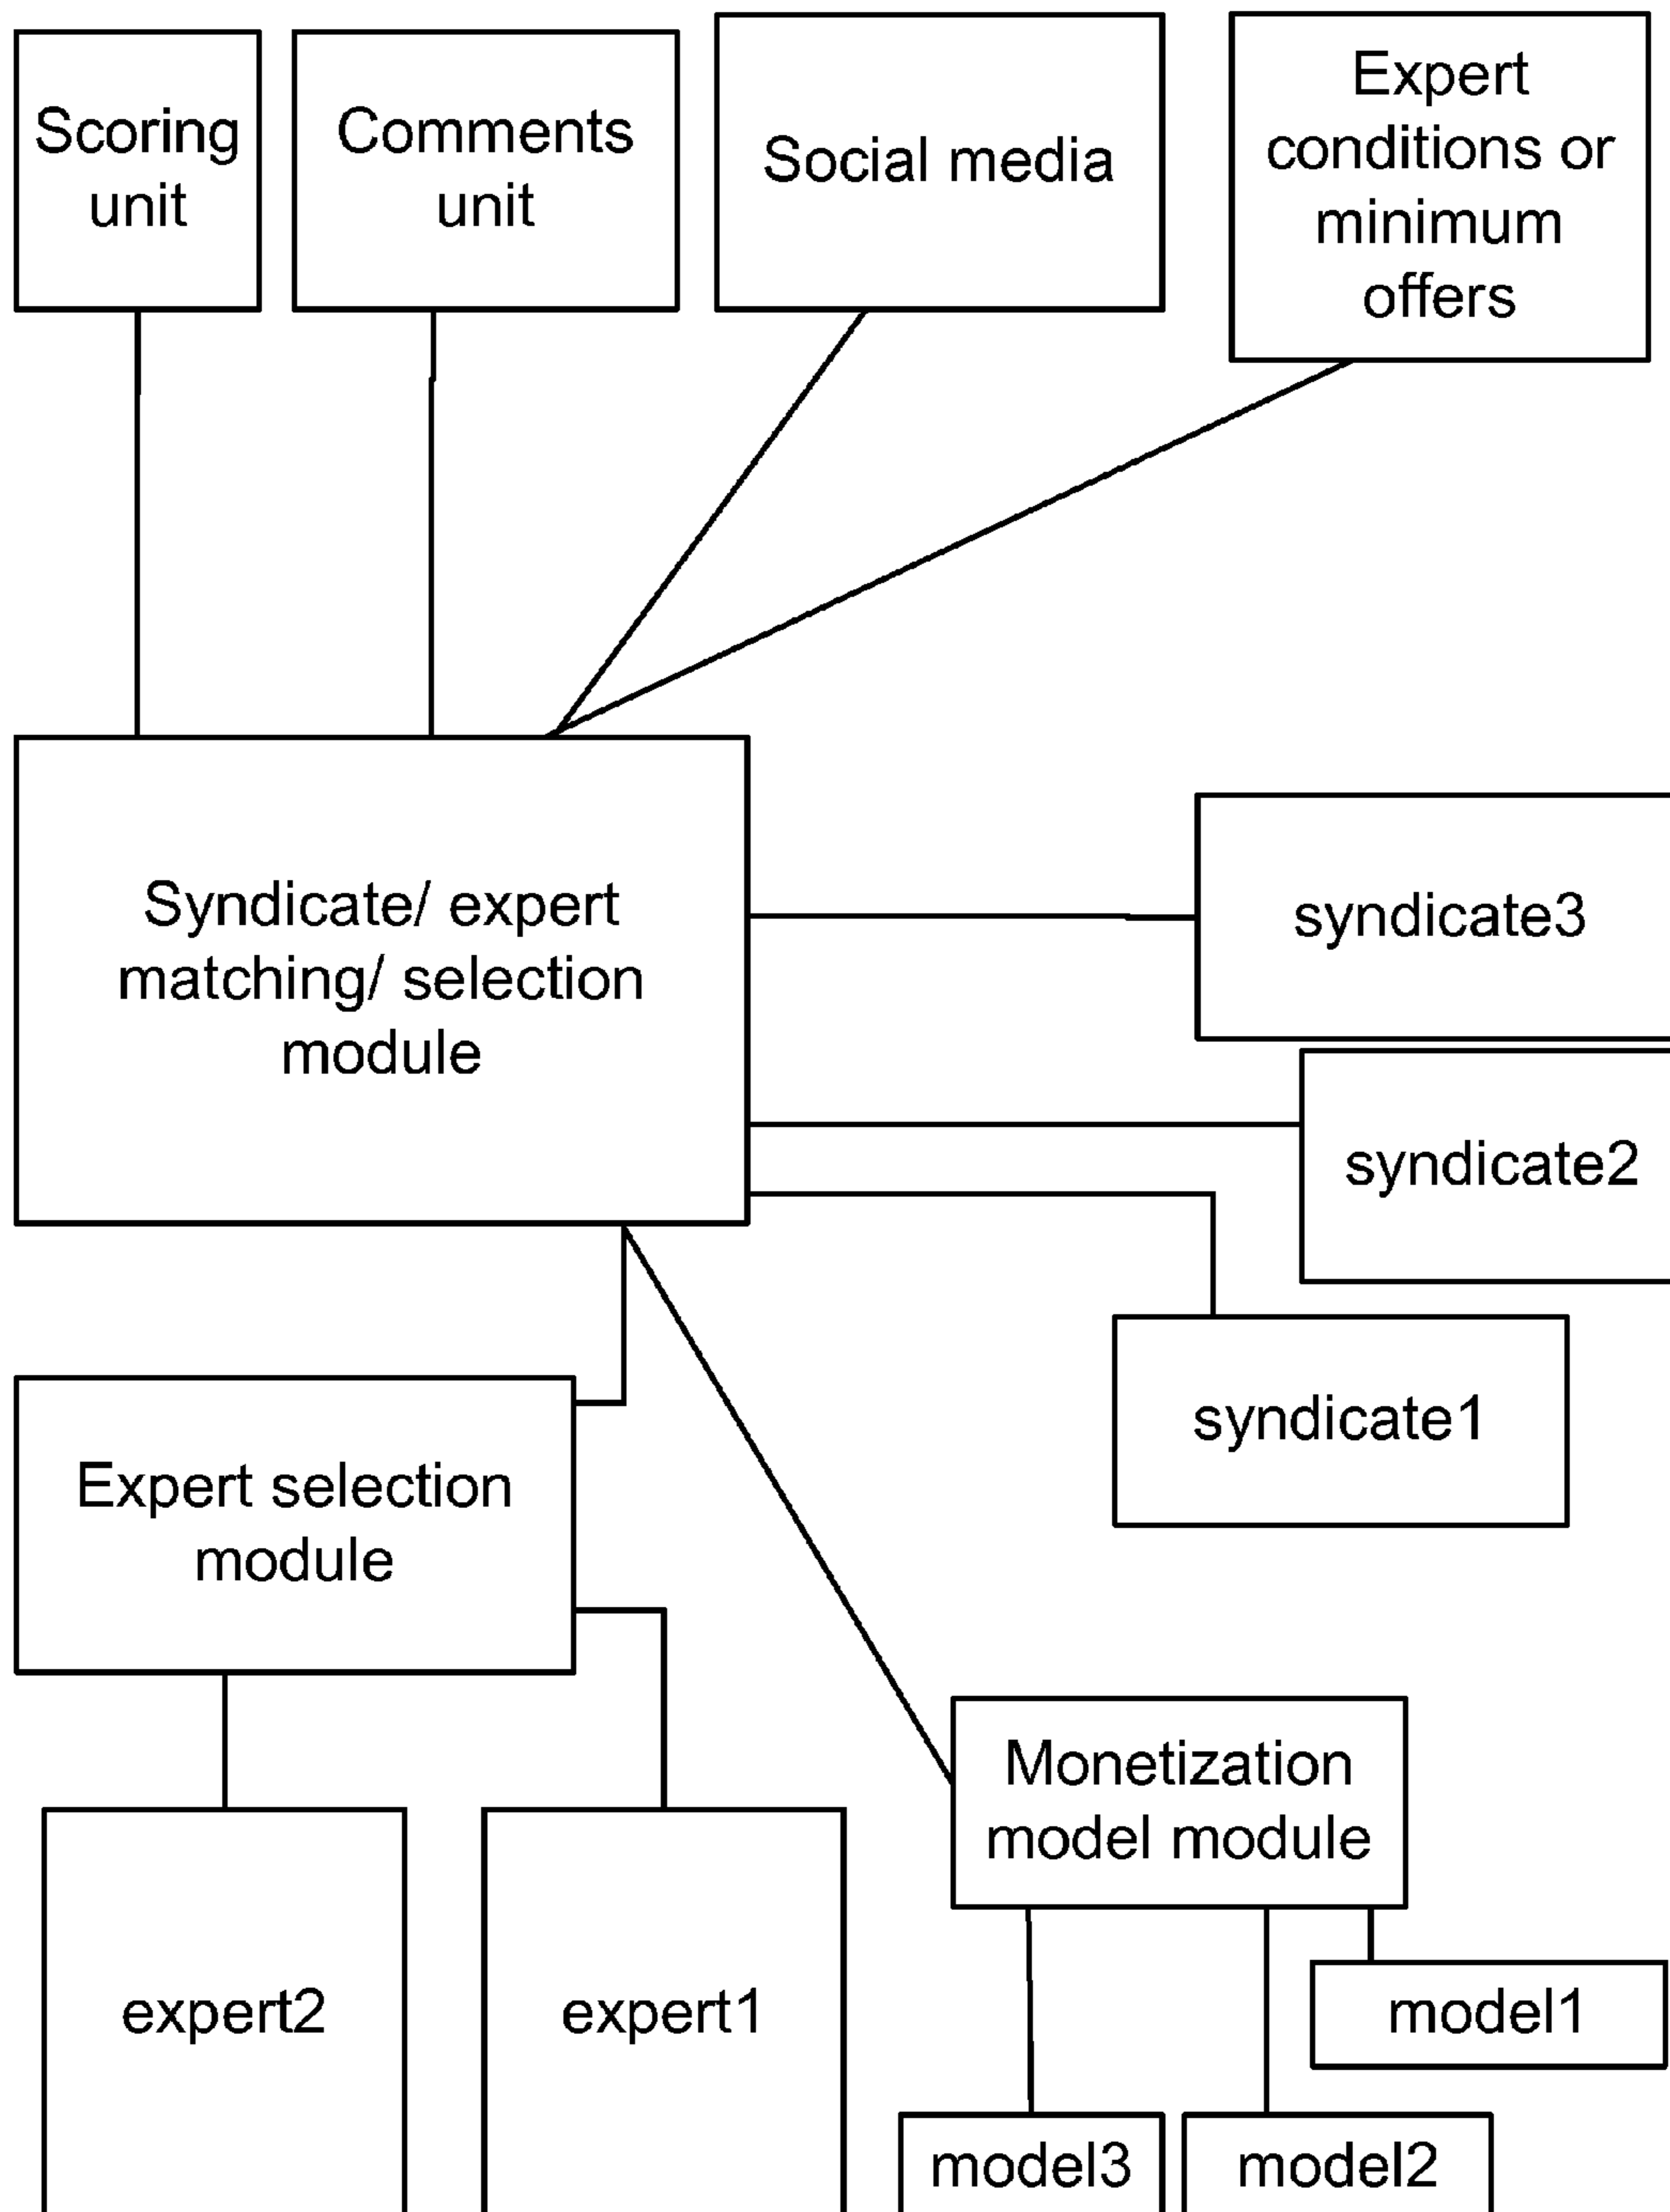 Scoring
unit
Comments
unit
Social media
Expert
conditions or
minimum
offers
Syndicate/ expert
matching/ selection
module
syndicate3
syndicate2
syndicate1
Expert selection
module
Monetization
model module
expert2
expert1
model1
model3
model2